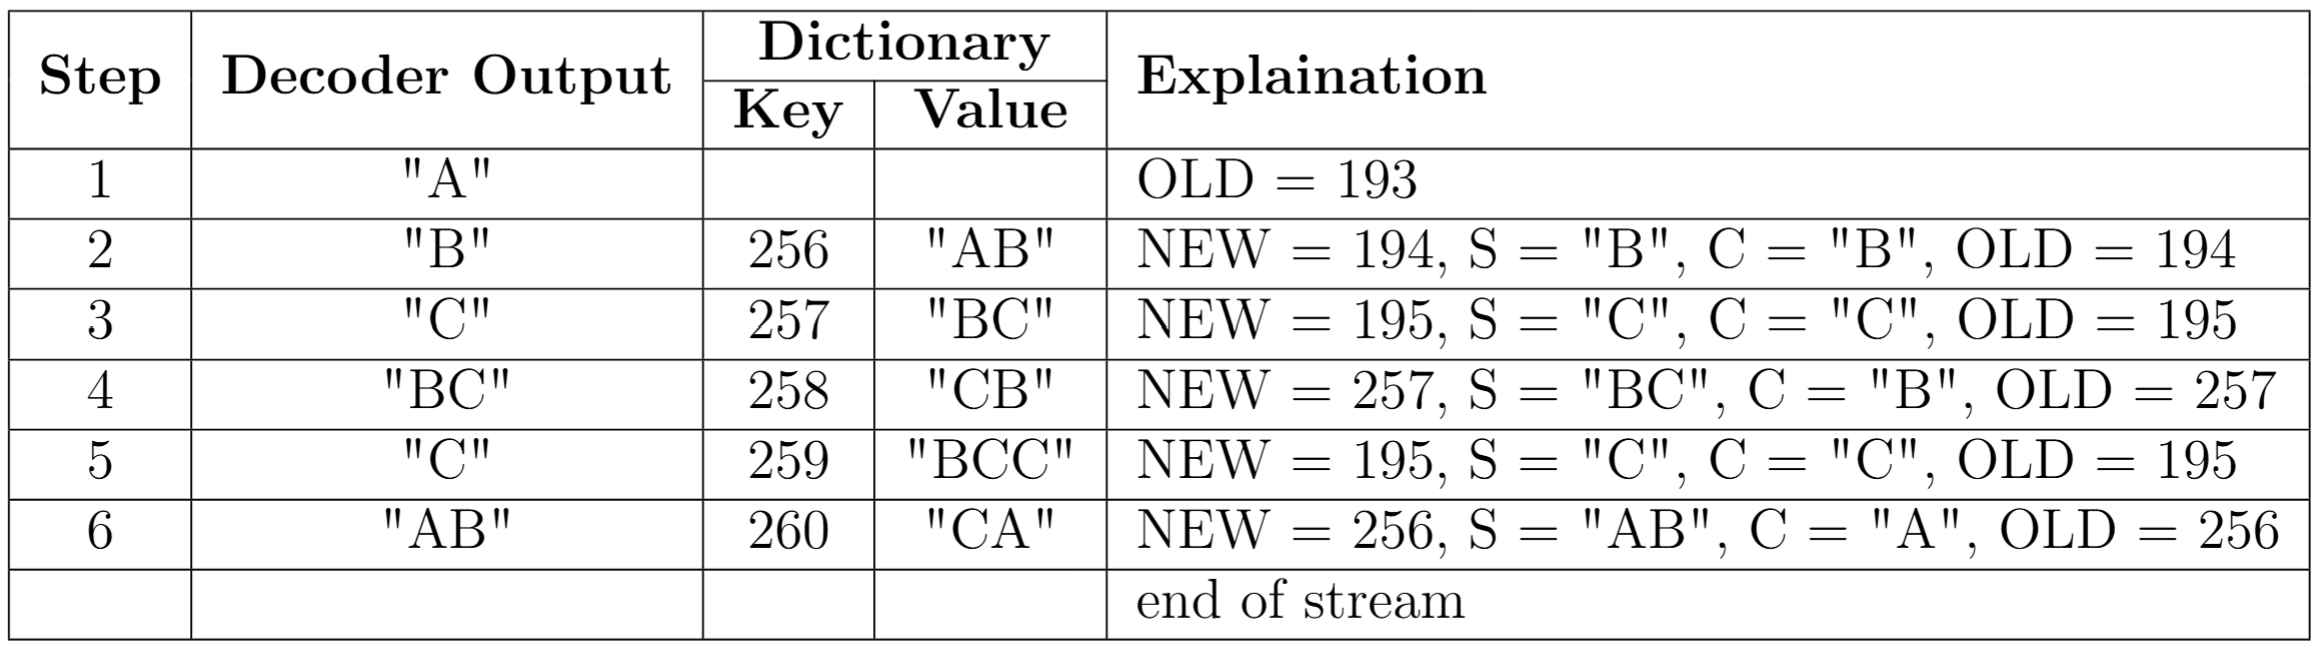 Step Decoder Output Dictionary Explaination
Key Value
1 "A" OLD = 193
2 "B" 256 "AB" NEW = 194, S = "B", C = "B", OLD = 194
3 "C" 257 "BC" NEW = 195, S = "C", C = "C", OLD = 195
4 "BC" 258 "CB" NEW = 257, S = "BC", C = "B", OLD = 257
5 "C" 259 "BCC" NEW = 195, S = "C", C = "C", OLD = 195
6 "AB" 260 "CA" NEW = 256, S = "AB", C = "A", OLD = 256
end of stream